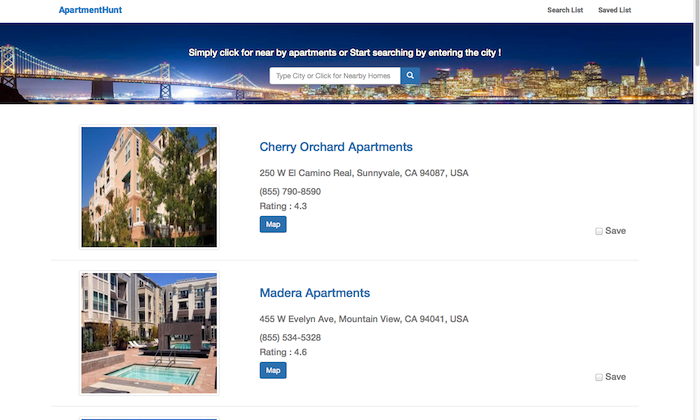 ApartmentHunt
Search List
Saved List
Simply click for near by apartments or Start searching by entering the city !
Type City or Click for Nearby Homes
Cherry Orchard Apartments
250 W El Camino Real, Sunnyvale, CA 94087, USA
(855) 790-8590
Rating : 4.3
Map
Save
Madera Apartments
455 W Evelyn Ave, Mountain View, CA 94041, USA
(855) 534-5328
Rating : 4.6
Map
Save